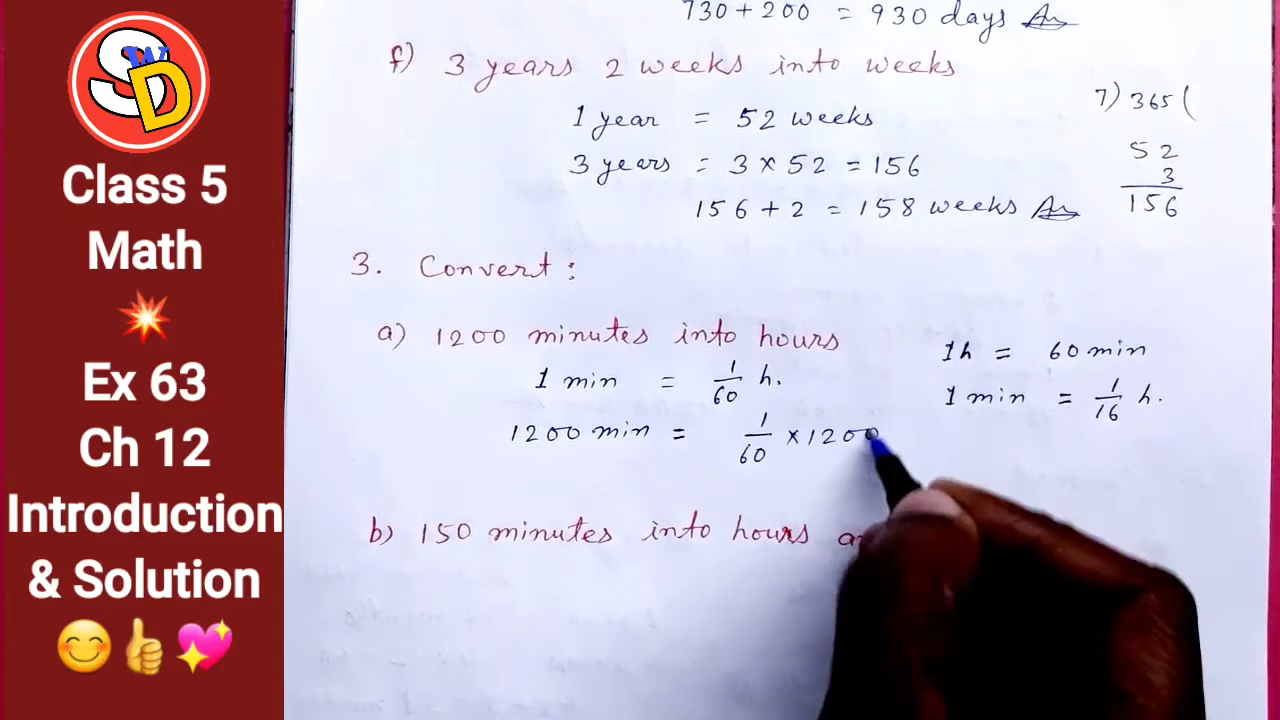 SWD
Class 5
Math
Ex 63
Ch 12
Introduction
& Solution
730 + 200 = 930 days Ans
f) 3 years 2 weeks into weeks
1 year = 52 weeks
3 years = 3 × 52 = 156
156 + 2 = 158 weeks Ans
7) 365 (
52
3
156
3. Convert :
a) 1200 minutes into hours
1 min = 1/60 h.
1200 min = 1/60 × 1200
1h = 60 min
1 min = 1/16 h.
b) 150 minutes into hours